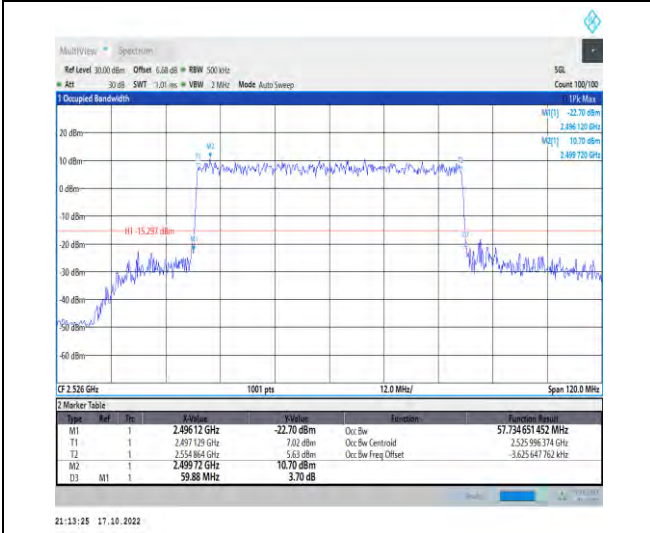 MultiView Spectrum
Ref Level 30.00 dBm Offset 6.68 dB RBW 500 kHz SGL
Att 30 dB SWT 1.01 ms VBW 2 MHz Mode Auto Sweep Count 100/100
1 Occupied Bandwidth 1Pk Max
M1[1] -22.70 dBm
2.496 120 GHz
M2[1] 10.70 dBm
2.499 720 GHz
20 dBm
M2
10 dBm
0 dBm
-10 dBm
H1 -15.297 dBm
M1
-20 dBm
-30 dBm
-40 dBm
-50 dBm
-60 dBm
CF 2.526 GHz 1001 pts 12.0 MHz/ Span 120.0 MHz
2 Marker Table
Type Ref Trc X-Value Y-Value Function Function Result
M1 1 2.496 12 GHz -22.70 dBm Occ Bw 57.734 651 452 MHz
T1 1 2.497 129 GHz 7.02 dBm Occ Bw Centroid 2.525 996 374 GHz
T2 1 2.554 864 GHz 5.63 dBm Occ Bw Freq Offset -3.625 647 762 kHz
M2 1 2.499 72 GHz 10.70 dBm
D3 M1 1 59.88 MHz 3.70 dB
21:13:25 17.10.2022